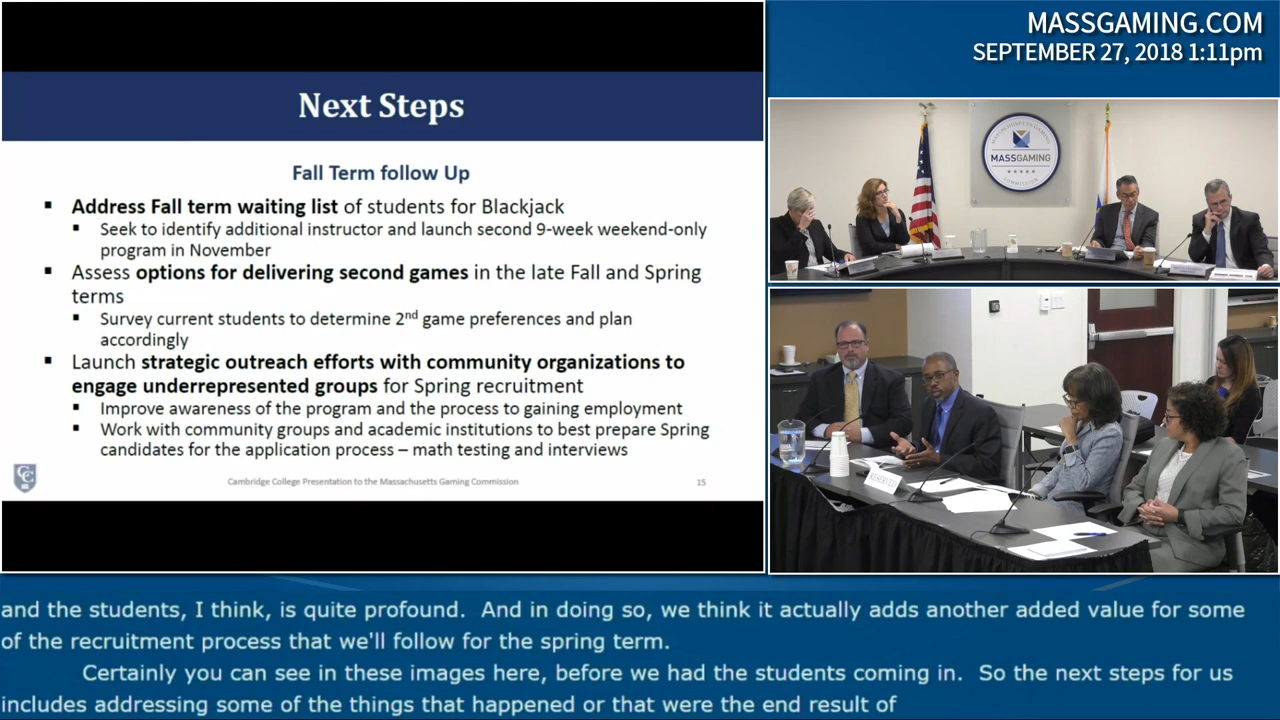 MASSGAMING.COM
SEPTEMBER 27, 2018 1:11pm
Next Steps
Fall Term follow Up
▪ Address Fall term waiting list of students for Blackjack
▪ Seek to identify additional instructor and launch second 9-week weekend-only
program in November
▪ Assess options for delivering second games in the late Fall and Spring
terms
▪ Survey current students to determine 2nd game preferences and plan
accordingly
▪ Launch strategic outreach efforts with community organizations to
engage underrepresented groups for Spring recruitment
▪ Improve awareness of the program and the process to gaining employment
▪ Work with community groups and academic institutions to best prepare Spring
candidates for the application process – math testing and interviews
Cambridge College Presentation to the Massachusetts Gaming Commission
15
MASSACHUSETTS GAMING
MASSGAMING
COMMISSION
RESERVED
and the students, I think, is quite profound.  And in doing so, we think it actually adds another added value for some
of the recruitment process that we'll follow for the spring term.
Certainly you can see in these images here, before we had the students coming in.  So the next steps for us
includes addressing some of the things that happened or that were the end result of